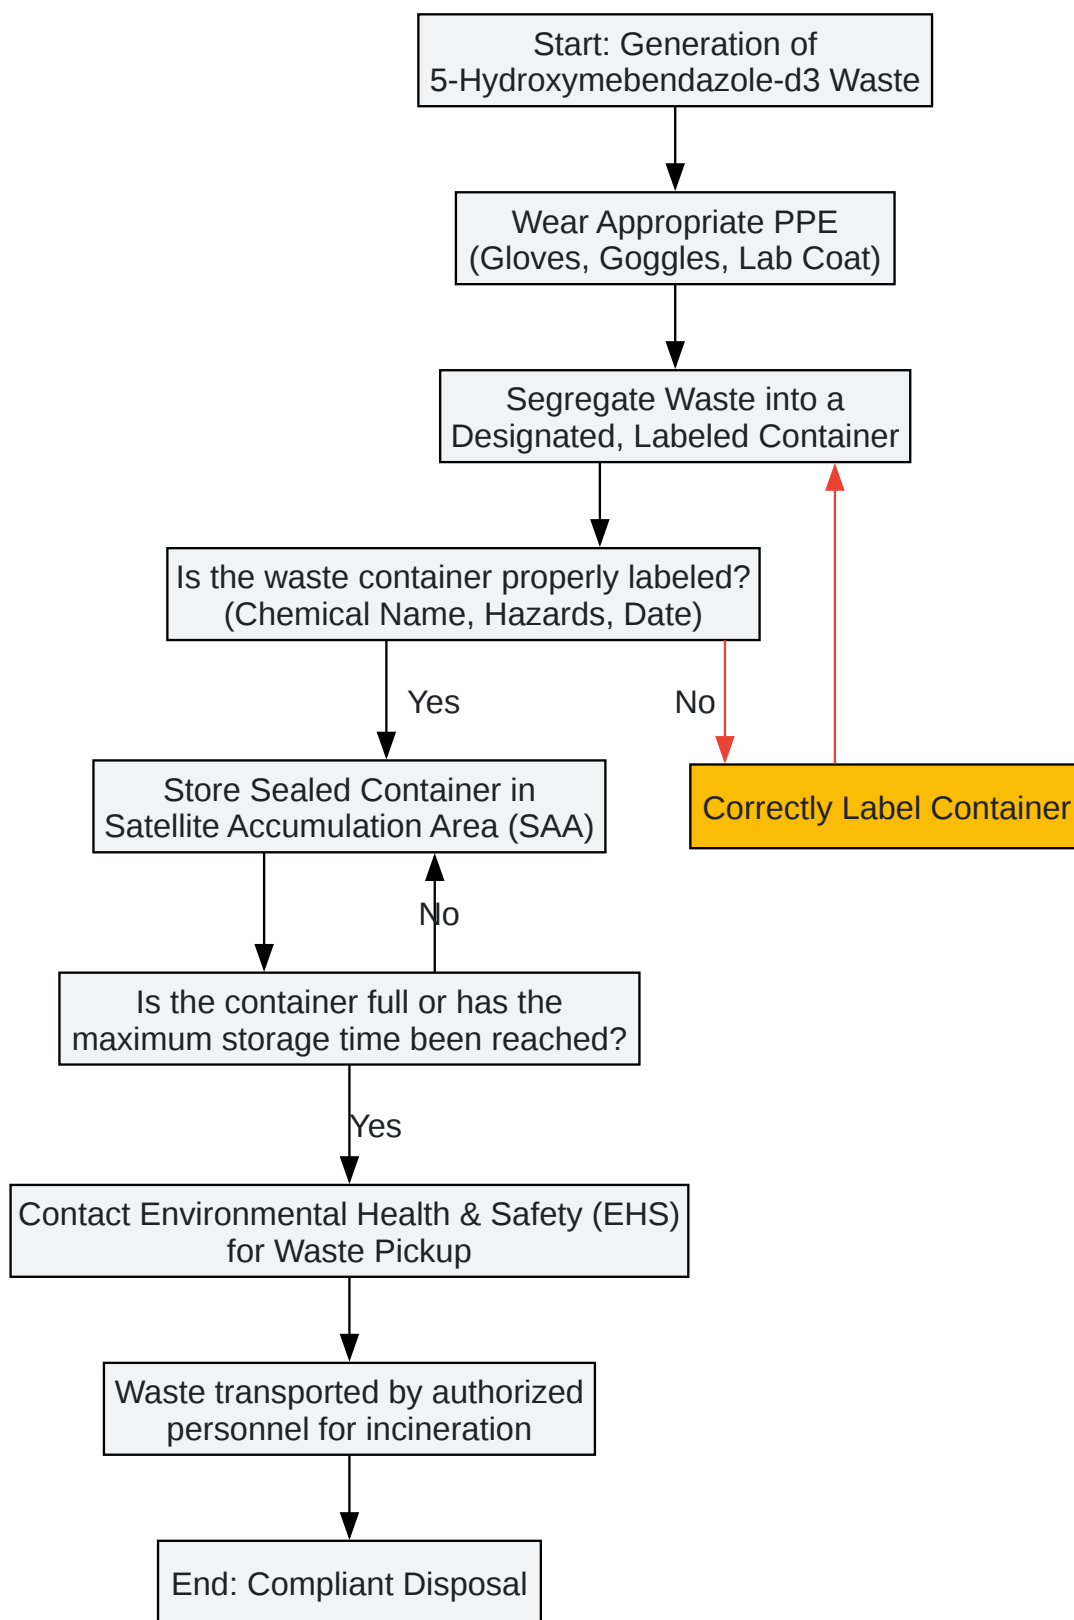 Start: Generation of
5-Hydroxymebendazole-d3 Waste
Wear Appropriate PPE
(Gloves, Goggles, Lab Coat)
Segregate Waste into a
Designated, Labeled Container
Is the waste container properly labeled?
(Chemical Name, Hazards, Date)
Yes
No
Store Sealed Container in
Satellite Accumulation Area (SAA)
Correctly Label Container
No
Is the container full or has the
maximum storage time been reached?
Yes
Contact Environmental Health & Safety (EHS)
for Waste Pickup
Waste transported by authorized
personnel for incineration
End: Compliant Disposal